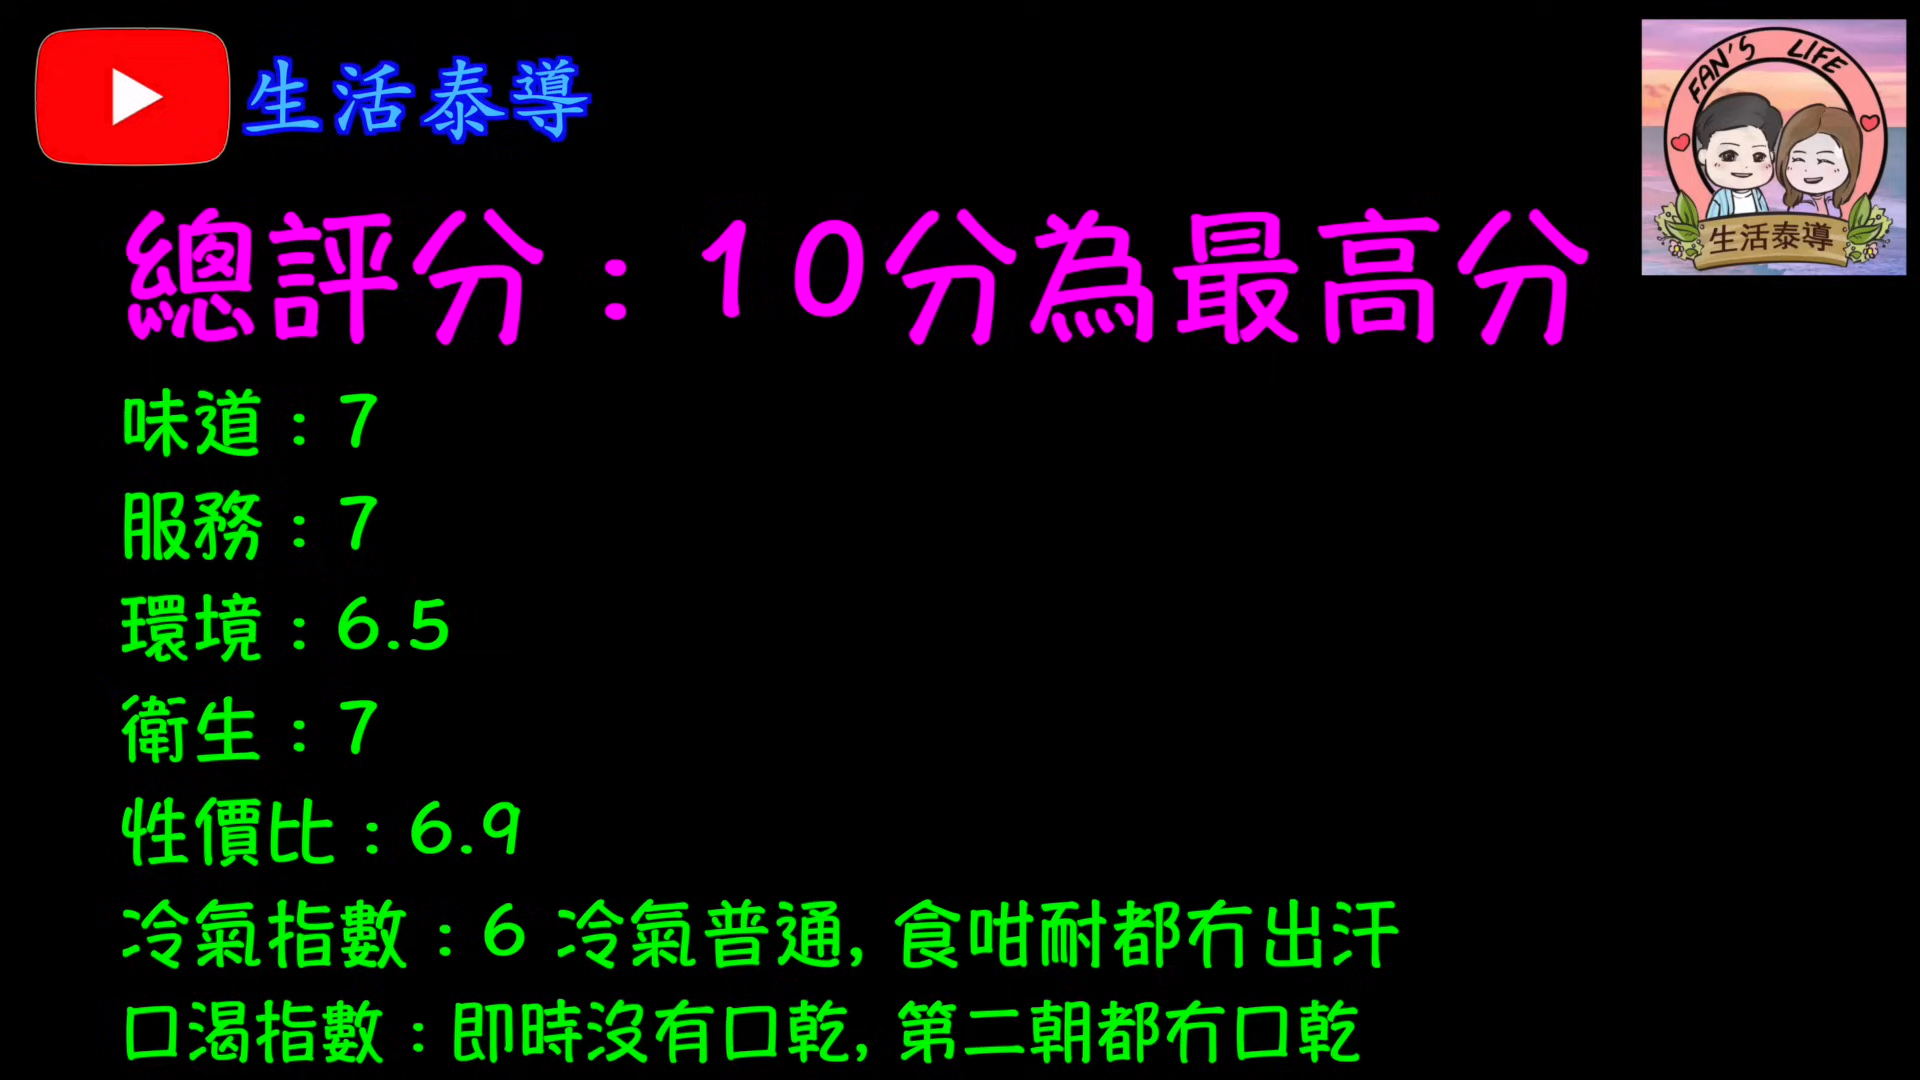 生活泰導
FAN'S LIFE
生活泰導
總評分：10分為最高分
味道：7
服務：7
環境：6.5
衛生：7
性價比：6.9
冷氣指數：6 冷氣普通, 食咁耐都冇出汗
口渴指數：即時沒有口乾, 第二朝都冇口乾